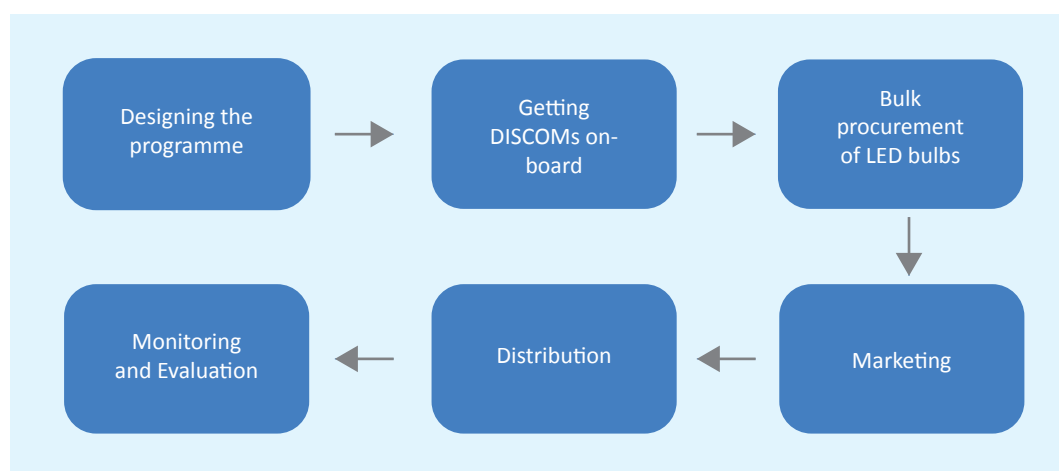 Designing the
programme
Getting
DISCOMs on-
board
Bulk
procurement
of LED bulbs
Marketing
Distribution
Monitoring
and Evaluation